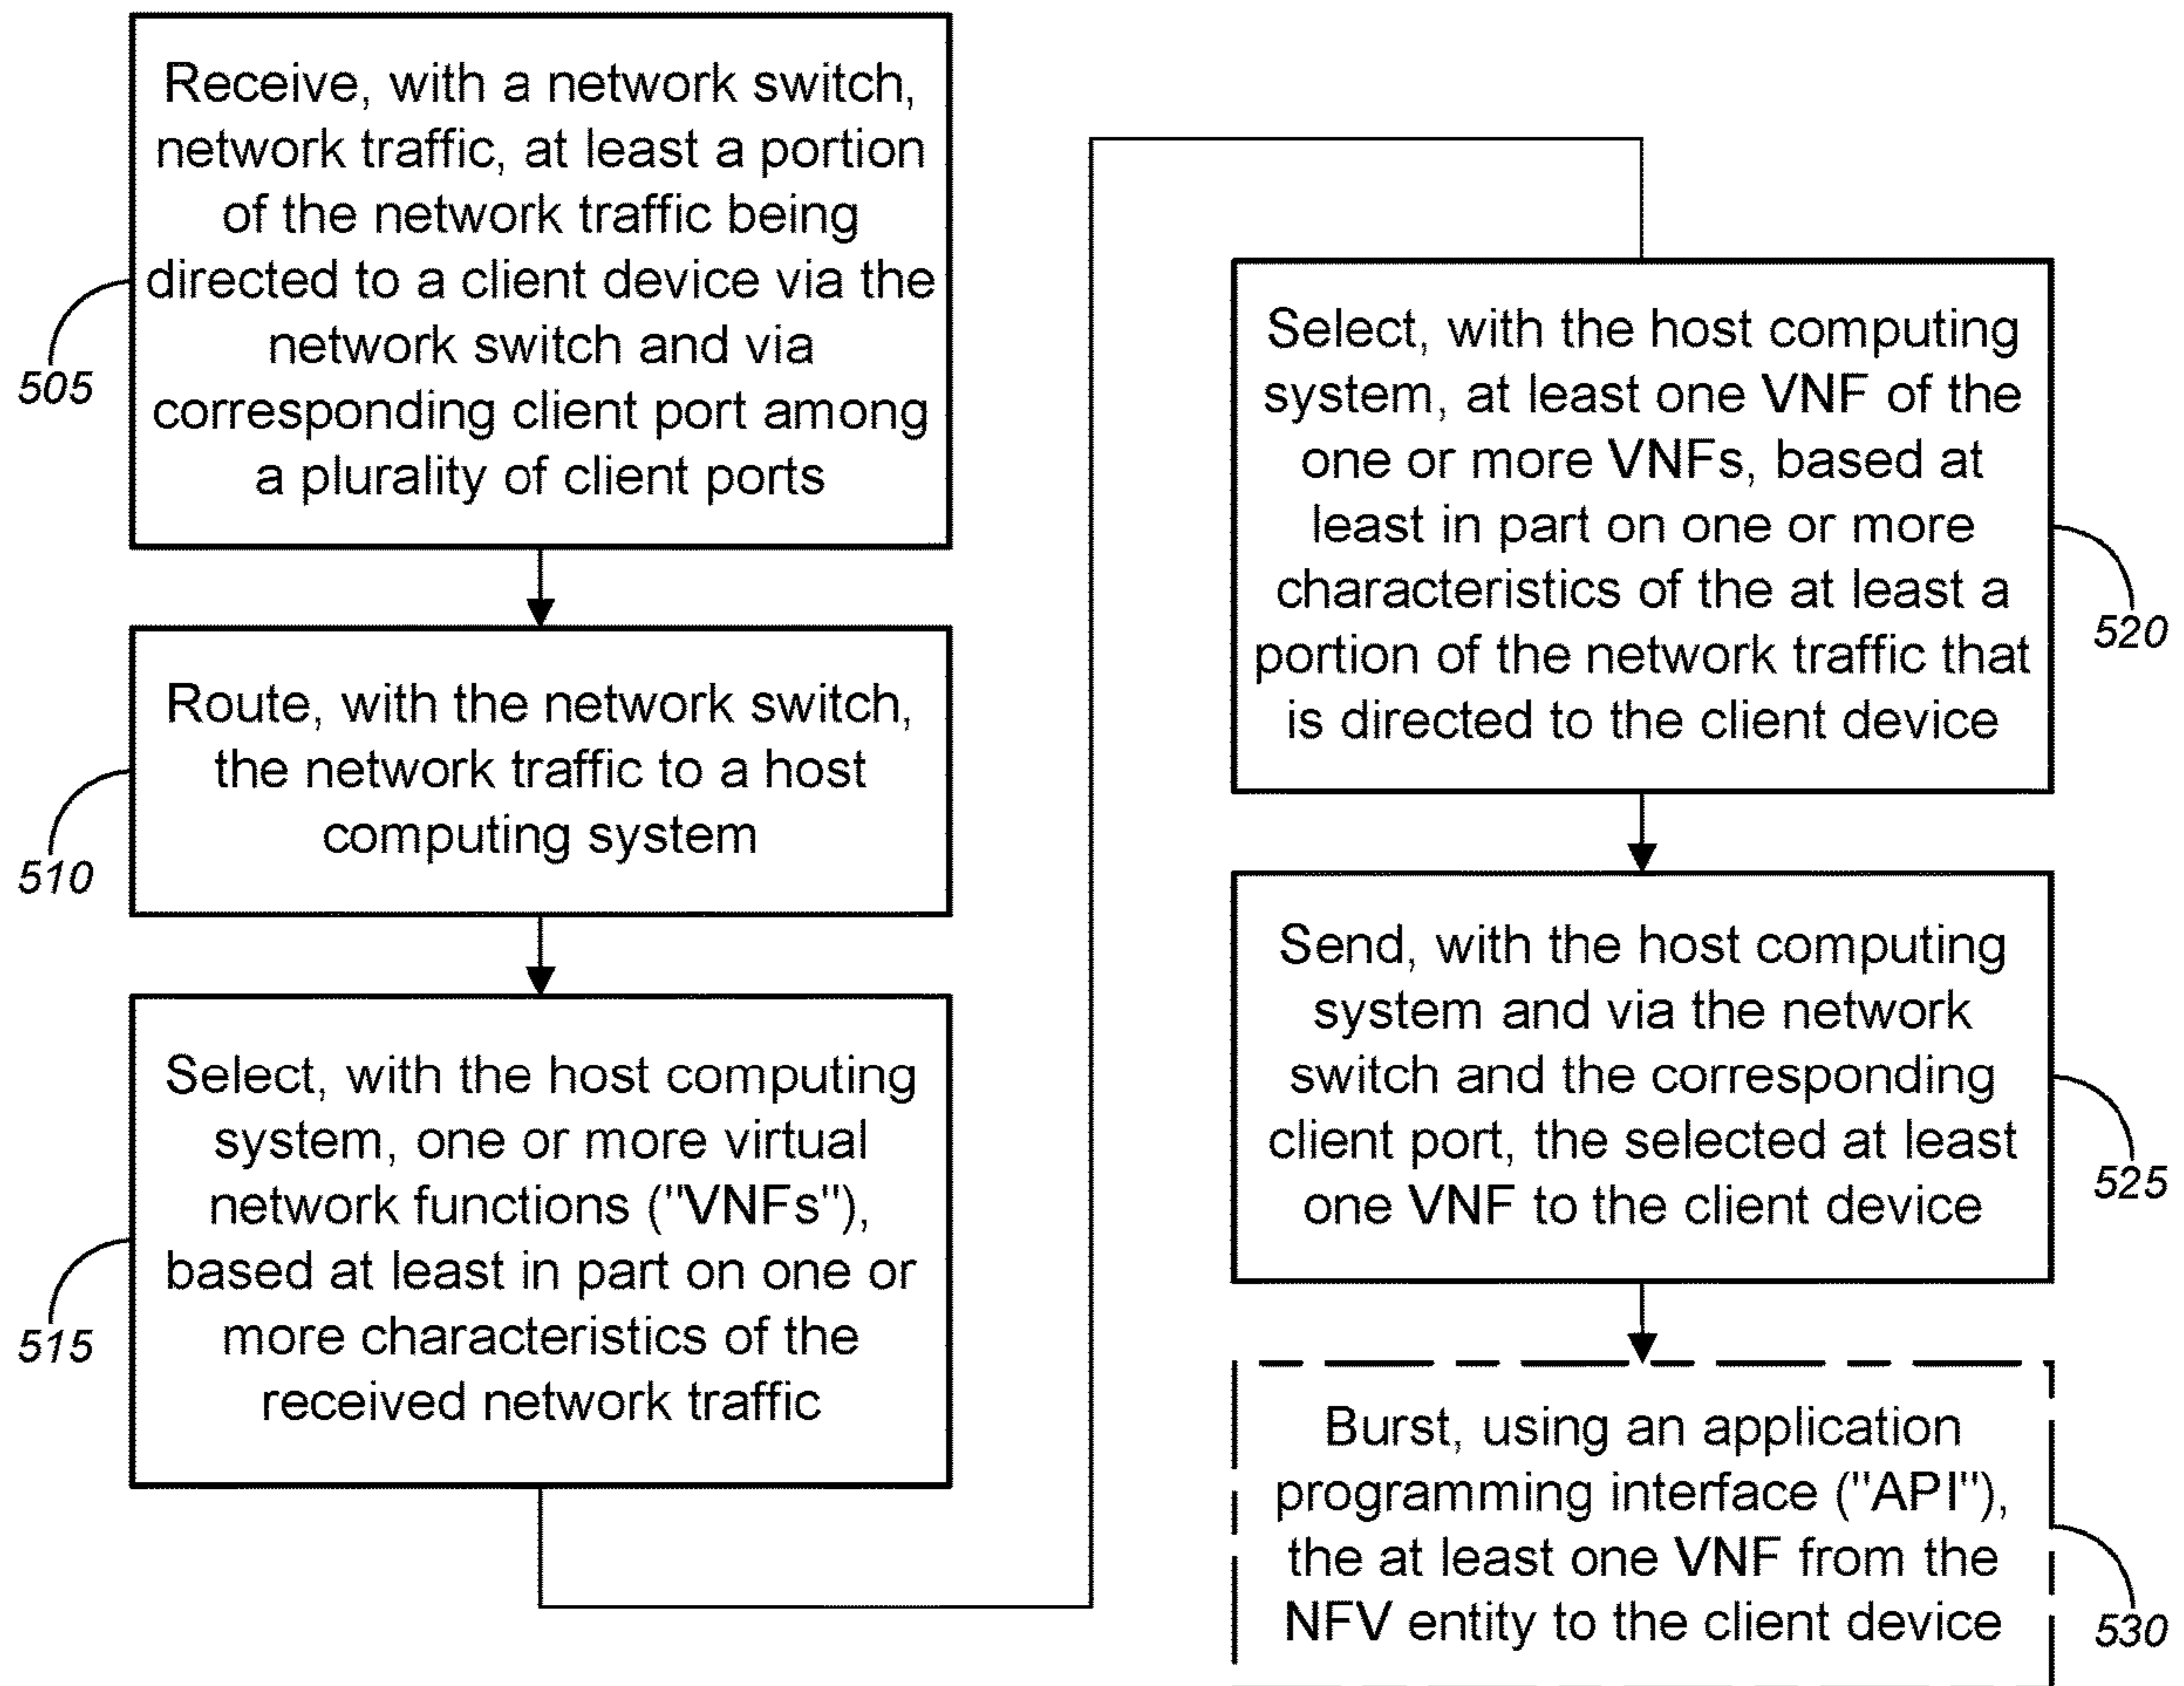 Receive, with a network switch,
network traffic, at least a portion
of the network traffic being
directed to a client device via the
network switch and via
corresponding client port among
a plurality of client ports
505
Route, with the network switch,
the network traffic to a host
computing system
510
Select, with the host computing
system, one or more virtual
network functions ("VNFs"),
based at least in part on one or
more characteristics of the
received network traffic
515
Select, with the host computing
system, at least one VNF of the
one or more VNFs, based at
least in part on one or more
characteristics of the at least a
portion of the network traffic that
is directed to the client device
520
Send, with the host computing
system and via the network
switch and the corresponding
client port, the selected at least
one VNF to the client device
525
Burst, using an application
programming interface ("API"),
the at least one VNF from the
NFV entity to the client device
530